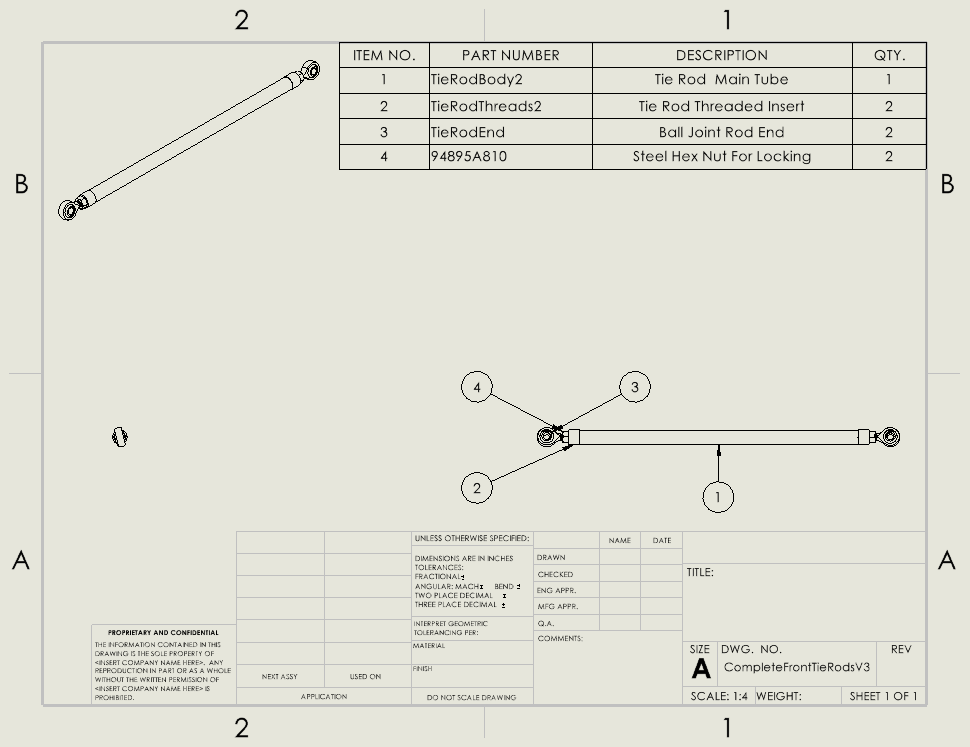 2 1
ITEM NO. PART NUMBER DESCRIPTION QTY.
1 TieRodBody2 Tie Rod Main Tube 1
2 TieRodThreads2 Tie Rod Threaded Insert 2
3 TieRodEnd Ball Joint Rod End 2
4 94895A810 Steel Hex Nut For Locking 2
B B
4 3
2 1
A A
UNLESS OTHERWISE SPECIFIED:
DIMENSIONS ARE IN INCHES
TOLERANCES:
FRACTIONAL±
ANGULAR: MACH± BEND ±
TWO PLACE DECIMAL ±
THREE PLACE DECIMAL ±
INTERPRET GEOMETRIC
TOLERANCING PER:
MATERIAL
FINISH
DO NOT SCALE DRAWING
NAME DATE
DRAWN
CHECKED
ENG APPR.
MFG APPR.
Q.A.
COMMENTS:
TITLE:
SIZE DWG. NO. REV
A CompleteFrontTieRodsV3
SCALE: 1:4 WEIGHT: SHEET 1 OF 1
PROPRIETARY AND CONFIDENTIAL
THE INFORMATION CONTAINED IN THIS
DRAWING IS THE SOLE PROPERTY OF
<INSERT COMPANY NAME HERE>. ANY
REPRODUCTION IN PART OR AS A WHOLE
WITHOUT THE WRITTEN PERMISSION OF
<INSERT COMPANY NAME HERE> IS
PROHIBITED.
NEXT ASSY USED ON
APPLICATION
2 1